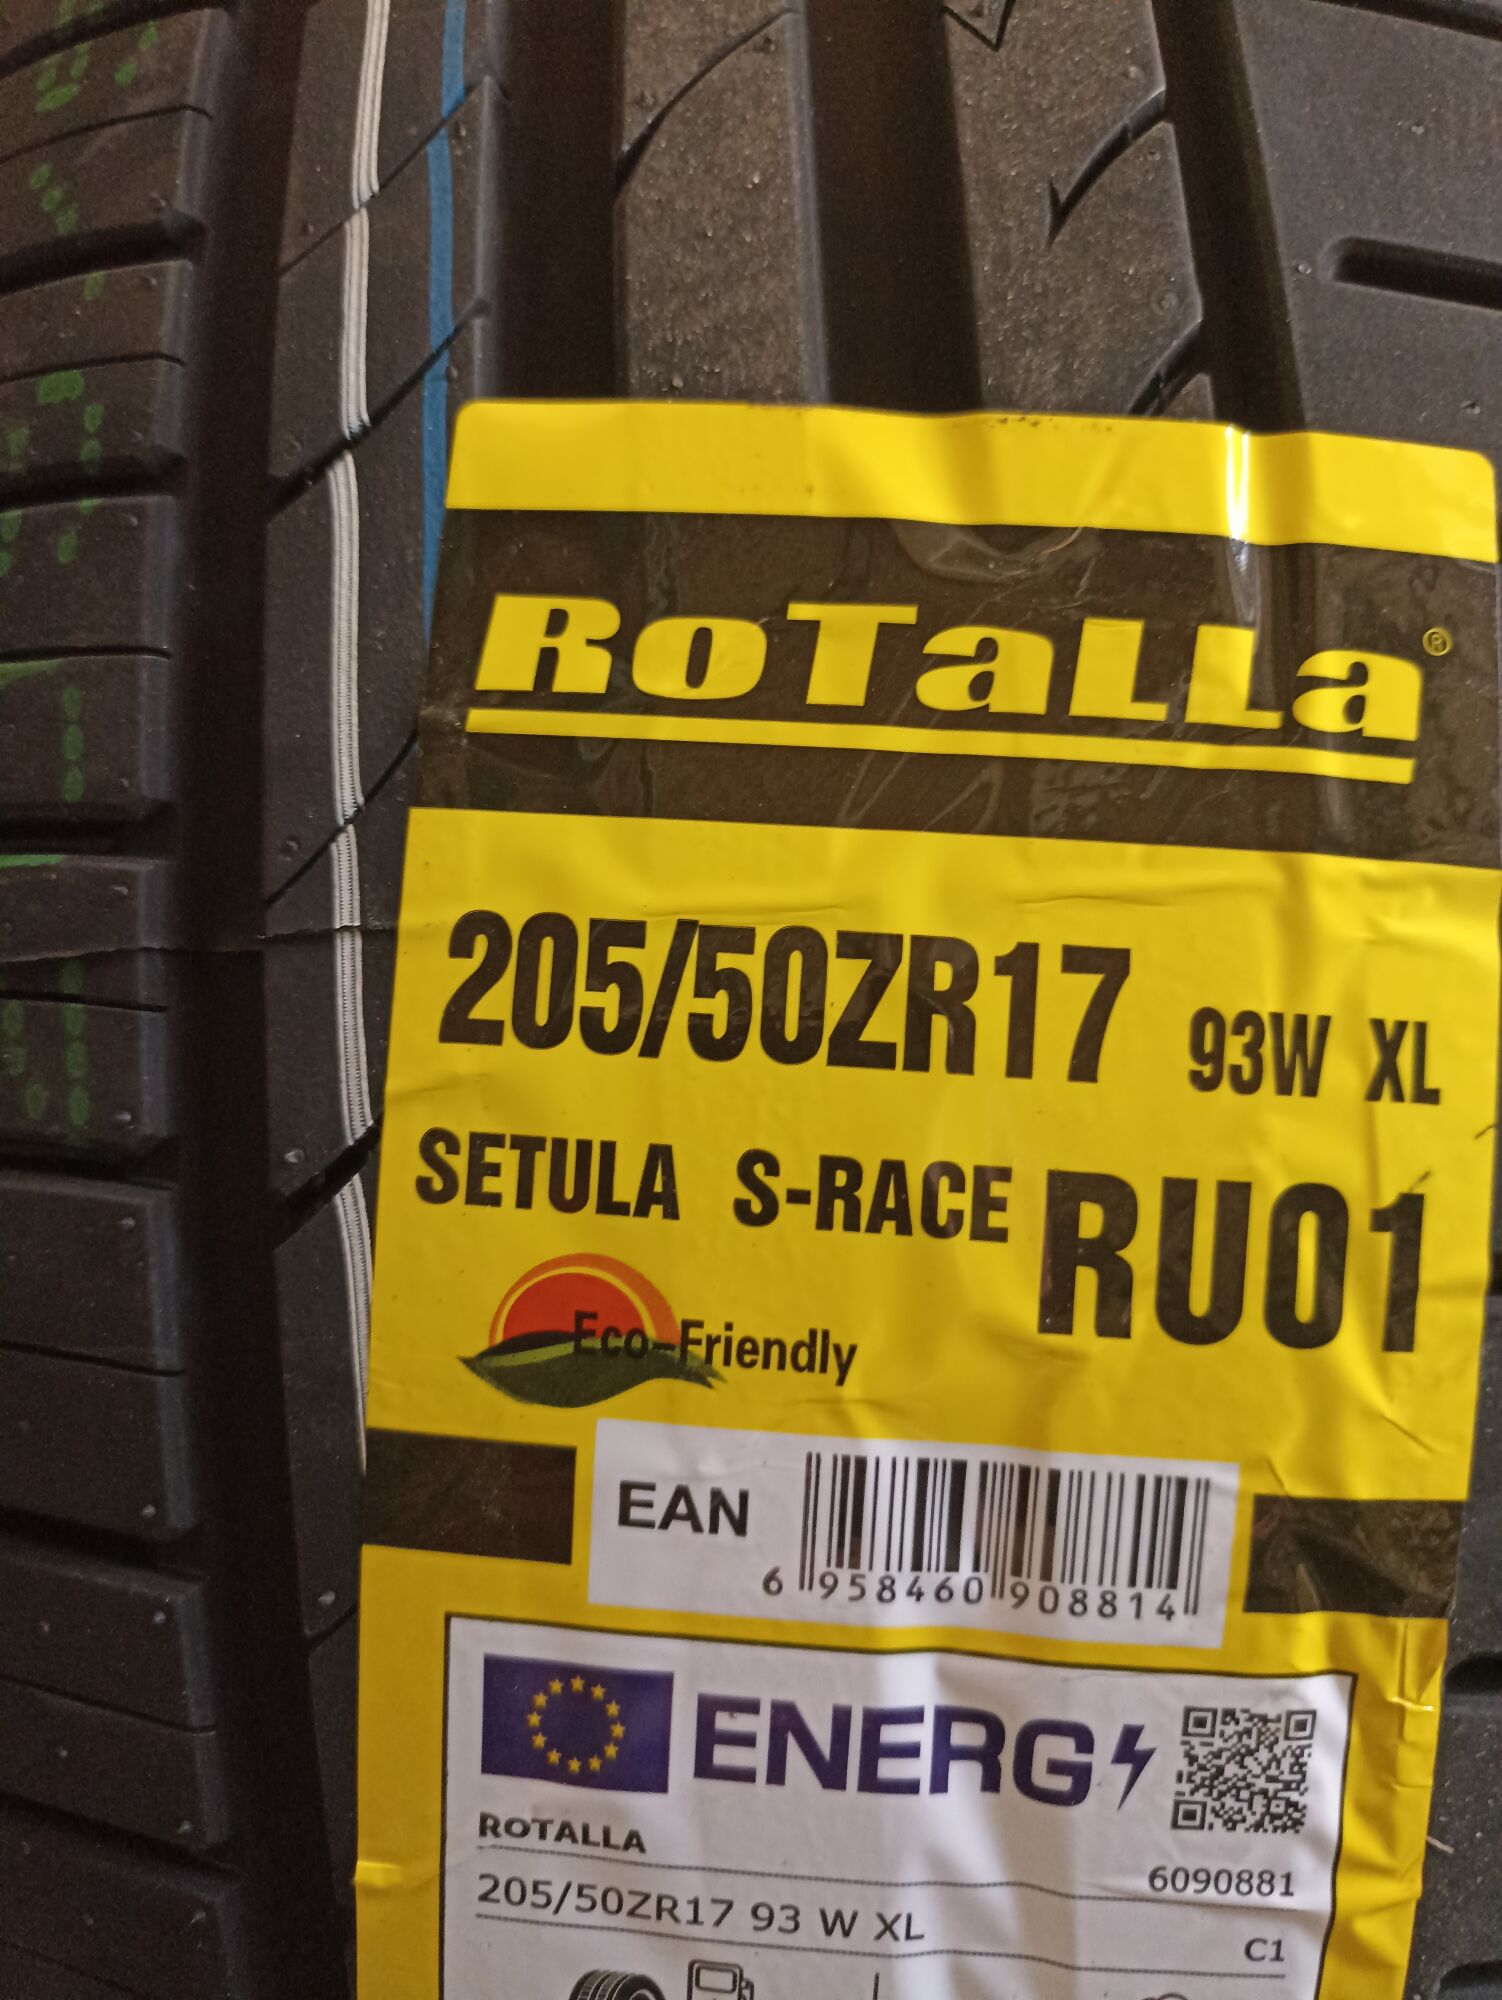 RoTaLLa®
205/50ZR17 93W XL
SETULA S-RACE RU01
Eco-Friendly
EAN
6 958460 908814
ENERG
ROTALLA
6090881
205/50ZR17 93 W XL
C1